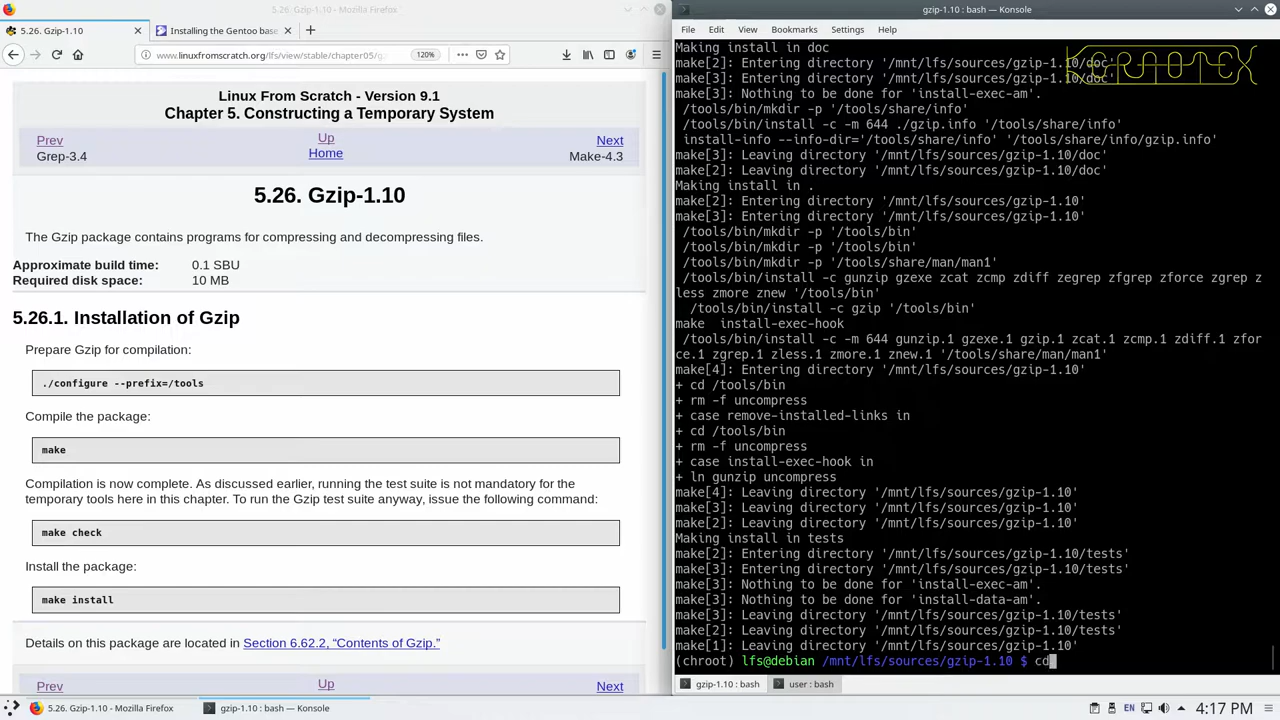 5.26. Gzip-1.10 - Mozilla Firefox
5.26. Gzip-1.10
Installing the Gentoo base
www.linuxfromscratch.org/lfs/view/stable/chapter05/g
120%
Linux From Scratch - Version 9.1
Chapter 5. Constructing a Temporary System
Prev
Up
Next
Grep-3.4
Home
Make-4.3
5.26. Gzip-1.10
The Gzip package contains programs for compressing and decompressing files.
Approximate build time: 0.1 SBU
Required disk space: 10 MB
5.26.1. Installation of Gzip
Prepare Gzip for compilation:
./configure --prefix=/tools
Compile the package:
make
Compilation is now complete. As discussed earlier, running the test suite is not mandatory for the
temporary tools here in this chapter. To run the Gzip test suite anyway, issue the following command:
make check
Install the package:
make install
Details on this package are located in Section 6.62.2, “Contents of Gzip.”
Prev
Up
Next
gzip-1.10 : bash — Konsole
File Edit View Bookmarks Settings Help
KERNOTEX
Making install in doc
make[2]: Entering directory '/mnt/lfs/sources/gzip-1.10/doc'
make[3]: Entering directory '/mnt/lfs/sources/gzip-1.10/doc'
make[3]: Nothing to be done for 'install-exec-am'.
/tools/bin/mkdir -p '/tools/share/info'
/tools/bin/install -c -m 644 ./gzip.info '/tools/share/info'
install-info --info-dir='/tools/share/info' '/tools/share/info/gzip.info'
make[3]: Leaving directory '/mnt/lfs/sources/gzip-1.10/doc'
make[2]: Leaving directory '/mnt/lfs/sources/gzip-1.10/doc'
Making install in .
make[2]: Entering directory '/mnt/lfs/sources/gzip-1.10'
make[3]: Entering directory '/mnt/lfs/sources/gzip-1.10'
/tools/bin/mkdir -p '/tools/bin'
/tools/bin/mkdir -p '/tools/bin'
/tools/bin/mkdir -p '/tools/share/man/man1'
/tools/bin/install -c gunzip gzexe zcat zcmp zdiff zegrep zfgrep zforce zgrep z
less zmore znew '/tools/bin'
/tools/bin/install -c gzip '/tools/bin'
make  install-exec-hook
/tools/bin/install -c -m 644 gunzip.1 gzexe.1 gzip.1 zcat.1 zcmp.1 zdiff.1 zfor
ce.1 zgrep.1 zless.1 zmore.1 znew.1 '/tools/share/man/man1'
make[4]: Entering directory '/mnt/lfs/sources/gzip-1.10'
+ cd /tools/bin
+ rm -f uncompress
+ case remove-installed-links in
+ cd /tools/bin
+ rm -f uncompress
+ case install-exec-hook in
+ ln gunzip uncompress
make[4]: Leaving directory '/mnt/lfs/sources/gzip-1.10'
make[3]: Leaving directory '/mnt/lfs/sources/gzip-1.10'
make[2]: Leaving directory '/mnt/lfs/sources/gzip-1.10'
Making install in tests
make[2]: Entering directory '/mnt/lfs/sources/gzip-1.10/tests'
make[3]: Entering directory '/mnt/lfs/sources/gzip-1.10/tests'
make[3]: Nothing to be done for 'install-exec-am'.
make[3]: Nothing to be done for 'install-data-am'.
make[3]: Leaving directory '/mnt/lfs/sources/gzip-1.10/tests'
make[2]: Leaving directory '/mnt/lfs/sources/gzip-1.10/tests'
make[1]: Leaving directory '/mnt/lfs/sources/gzip-1.10'
(chroot) lfs@debian /mnt/lfs/sources/gzip-1.10 $ cd
gzip-1.10 : bash
user : bash
5.26. Gzip-1.10 - Mozilla Firefox
gzip-1.10 : bash — Konsole
EN
4:17 PM